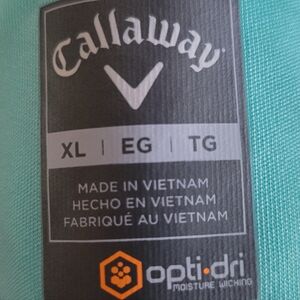 Callaway
XL | EG | TG
MADE IN VIETNAM
HECHO EN VIETNAM
FABRIQUÉ AU VIETNAM
opti·dri
MOISTURE WICKING